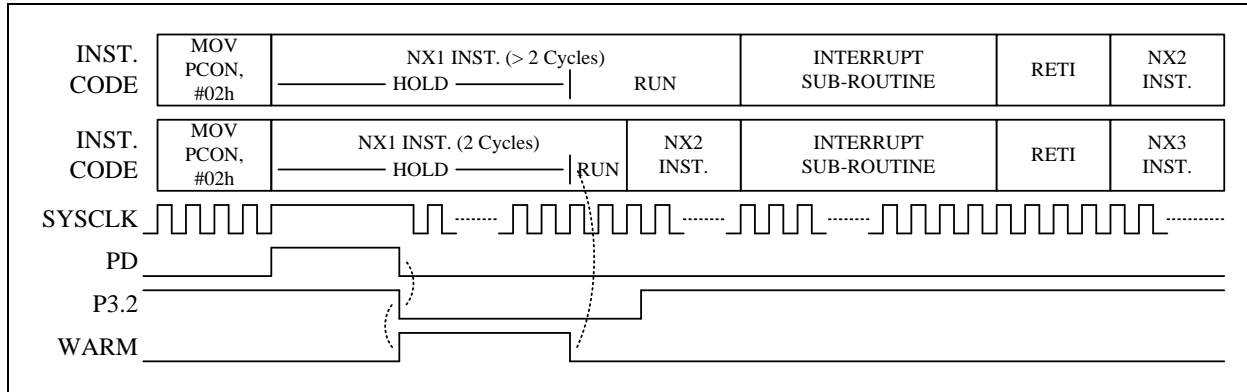 INST.
CODE
MOV
PCON,
#02h
NX1 INST. (> 2 Cycles)
HOLD
RUN
INTERRUPT
SUB-ROUTINE
RETI
NX2
INST.
INST.
CODE
MOV
PCON,
#02h
NX1 INST. (2 Cycles)
HOLD
RUN
NX2
INST.
INTERRUPT
SUB-ROUTINE
RETI
NX3
INST.
SYSCLK
PD
P3.2
WARM